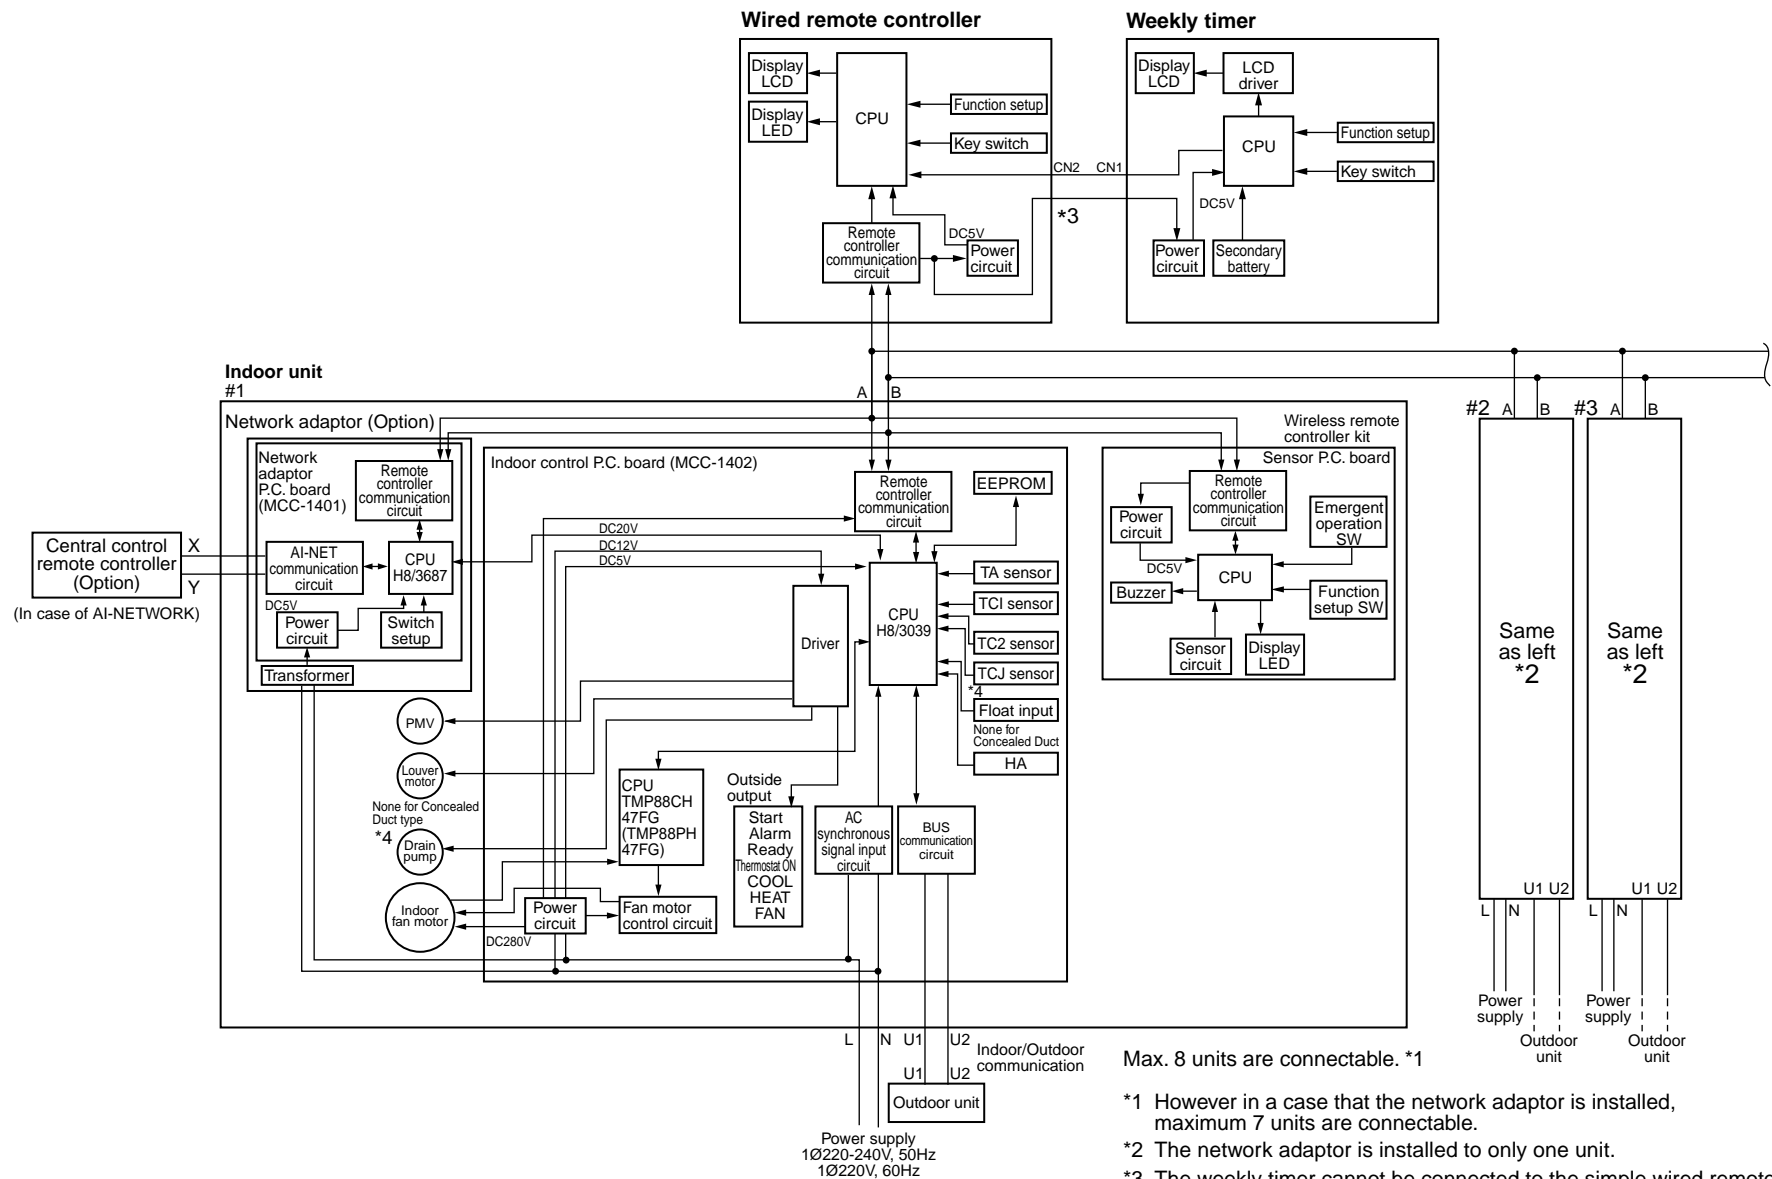 Wired remote controller
Weekly timer
Display
LCD
Display
LED
CPU
Function setup
Key switch
Remote
controller
communication
circuit
DC5V
Power
circuit
CN2
CN1
*3
Display
LCD
LCD
driver
CPU
Function setup
Key switch
DC5V
Power
circuit
Secondary
battery
Indoor unit
#1
A
B
Network adaptor (Option)
Network
adaptor
P.C. board
(MCC-1401)
Remote
controller
communication
circuit
AI-NET
communication
circuit
CPU
H8/3687
DC5V
Power
circuit
Switch
setup
Transformer
Central control
remote controller
(Option)
X
Y
(In case of AI-NETWORK)
Indoor control P.C. board (MCC-1402)
Remote
controller
communication
circuit
EEPROM
DC20V
DC12V
DC5V
Driver
CPU
H8/3039
TA sensor
TCI sensor
TC2 sensor
TCJ sensor
*4
Float input
None for
Concealed Duct
HA
PMV
Louver
motor
None for Concealed
Duct type
*4
Drain
pump
Indoor
fan motor
CPU
TMP88CH
47FG
(TMP88PH
47FG)
Power
circuit
DC280V
Fan motor
control circuit
Outside
output
Start
Alarm
Ready
Thermostat ON
COOL
HEAT
FAN
AC
synchronous
signal input
circuit
BUS
communication
circuit
Wireless remote
controller kit
Sensor P.C. board
Remote
controller
communication
circuit
Power
circuit
DC5V
Emergent
operation
SW
CPU
Buzzer
Function
setup SW
Sensor
circuit
Display
LED
#2
A
B
Same
as left
*2
U1 U2
L
N
Power
supply
Outdoor
unit
#3
A
B
Same
as left
*2
U1 U2
L
N
Power
supply
Outdoor
unit
L
N
U1
U2
Indoor/Outdoor
communication
U1
U2
Outdoor unit
Power supply
1Ø220-240V, 50Hz
1Ø220V, 60Hz
Max. 8 units are connectable. *1
*1 However in a case that the network adaptor is installed,
maximum 7 units are connectable.
*2 The network adaptor is installed to only one unit.
*3 The weekly timer cannot be connected to the simple wired remote